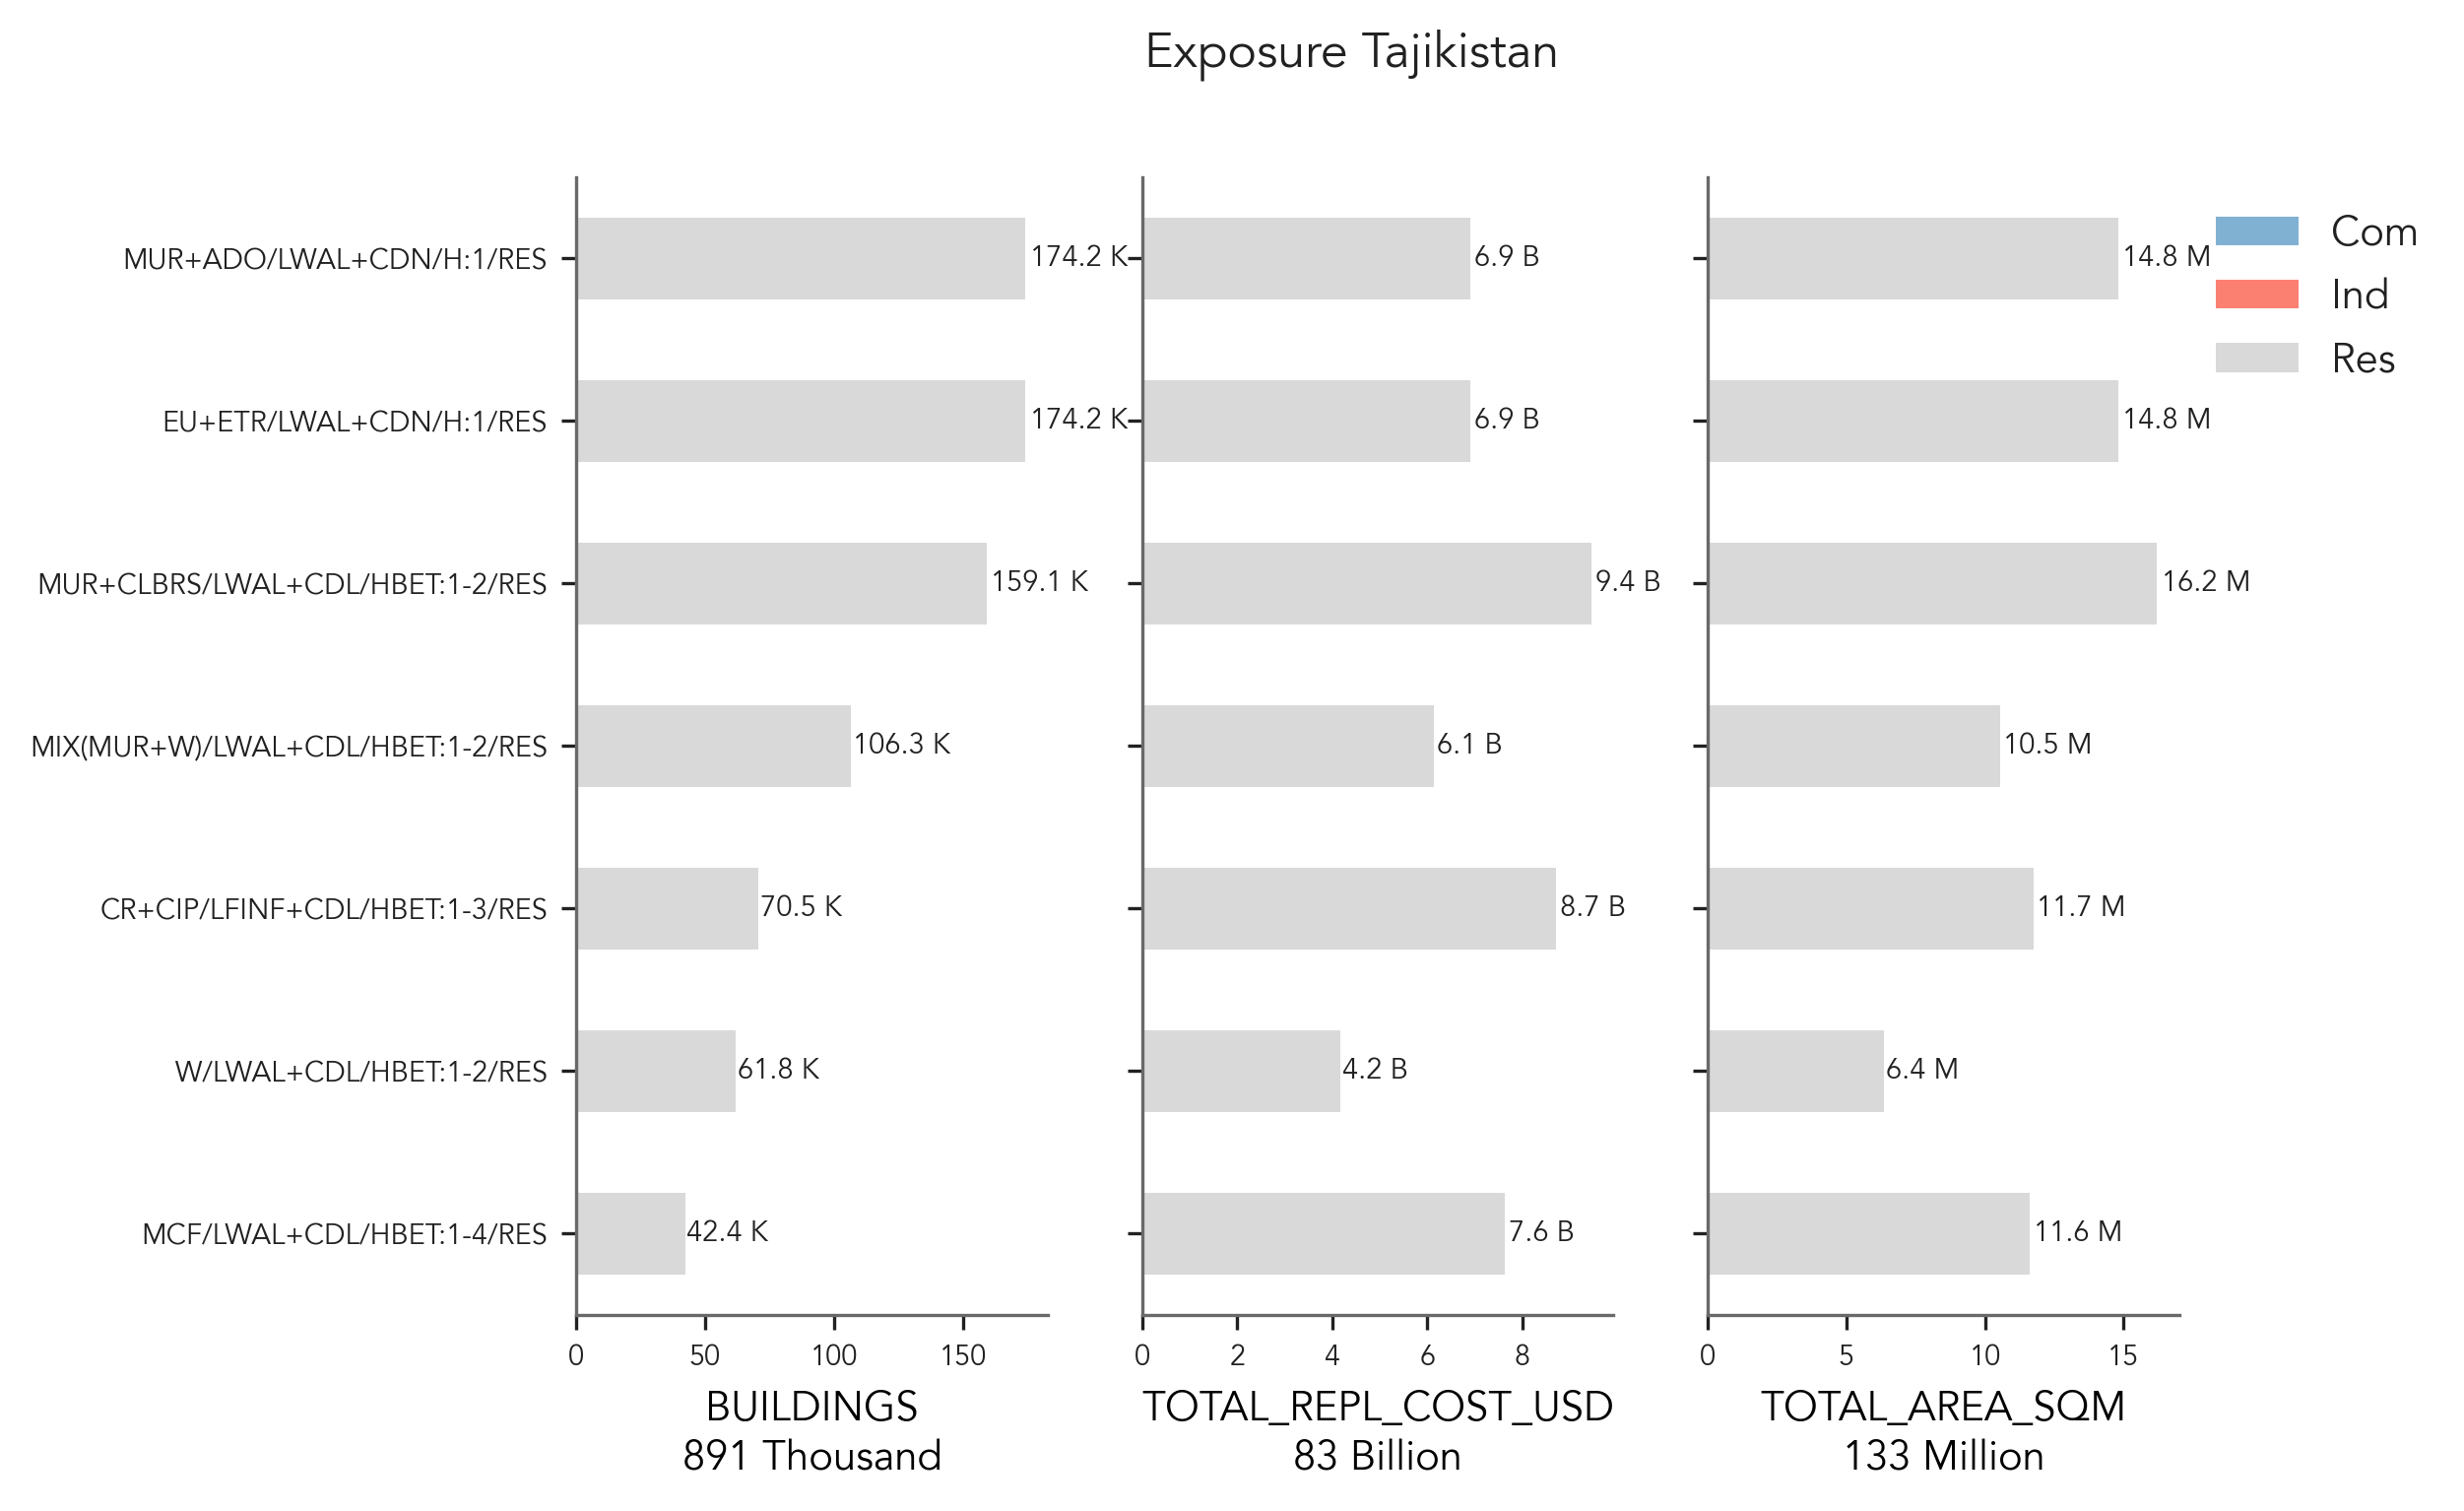 Exposure Tajikistan
MUR+ADO/LWAL+CDN/H:1/RES 174.2 K 6.9 B 14.8 M
EU+ETR/LWAL+CDN/H:1/RES 174.2 K 6.9 B 14.8 M
MUR+CLBRS/LWAL+CDL/HBET:1-2/RES 159.1 K 9.4 B 16.2 M
MIX(MUR+W)/LWAL+CDL/HBET:1-2/RES 106.3 K 6.1 B 10.5 M
CR+CIP/LFINF+CDL/HBET:1-3/RES 70.5 K 8.7 B 11.7 M
W/LWAL+CDL/HBET:1-2/RES 61.8 K 4.2 B 6.4 M
MCF/LWAL+CDL/HBET:1-4/RES 42.4 K 7.6 B 11.6 M
0 50 100 150
BUILDINGS
891 Thousand
0 2 4 6 8
TOTAL_REPL_COST_USD
83 Billion
0 5 10 15
TOTAL_AREA_SQM
133 Million
Com
Ind
Res